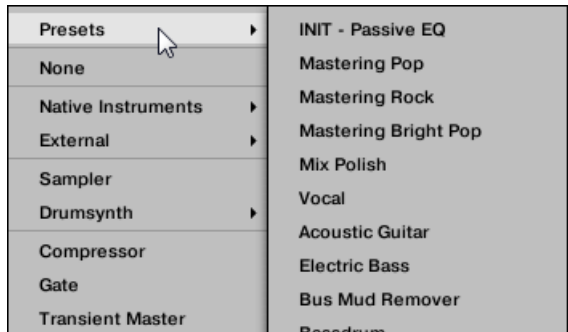 Presets
None
Native Instruments
External
Sampler
Drumsynth
Compressor
Gate
Transient Master
INIT - Passive EQ
Mastering Pop
Mastering Rock
Mastering Bright Pop
Mix Polish
Vocal
Acoustic Guitar
Electric Bass
Bus Mud Remover